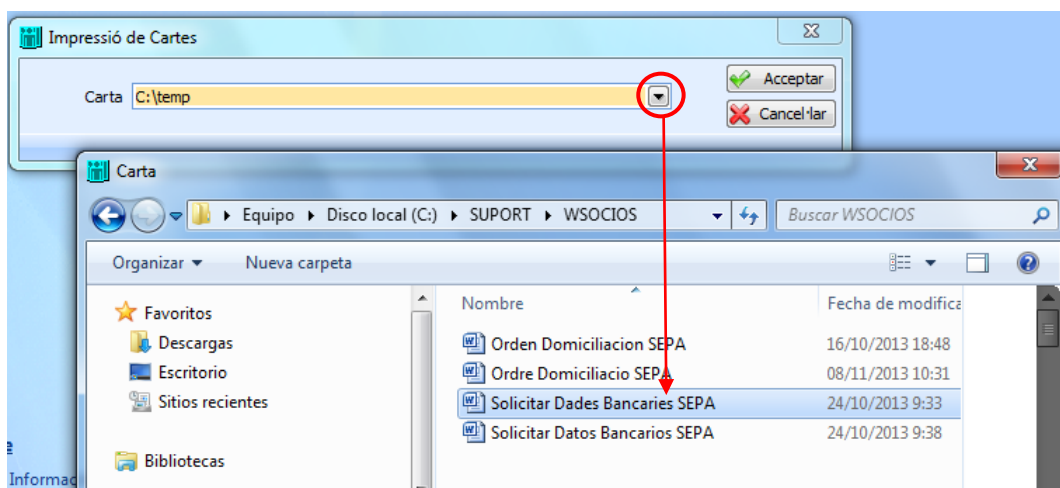 Impressió de Cartes
Carta C:\temp
Acceptar
Cancel·lar
Carta
Equipo Disco local (C:) SUPORT WSOCIOS Buscar WSOCIOS
Organizar Nueva carpeta
Favoritos
Descargas
Escritorio
Sitios recientes
Bibliotecas
Nombre Fecha de modifica
Orden Domiciliacion SEPA 16/10/2013 18:48
Ordre Domiciliacio SEPA 08/11/2013 10:31
Solicitar Dades Bancaries SEPA 24/10/2013 9:33
Solicitar Datos Bancarios SEPA 24/10/2013 9:38
Informac